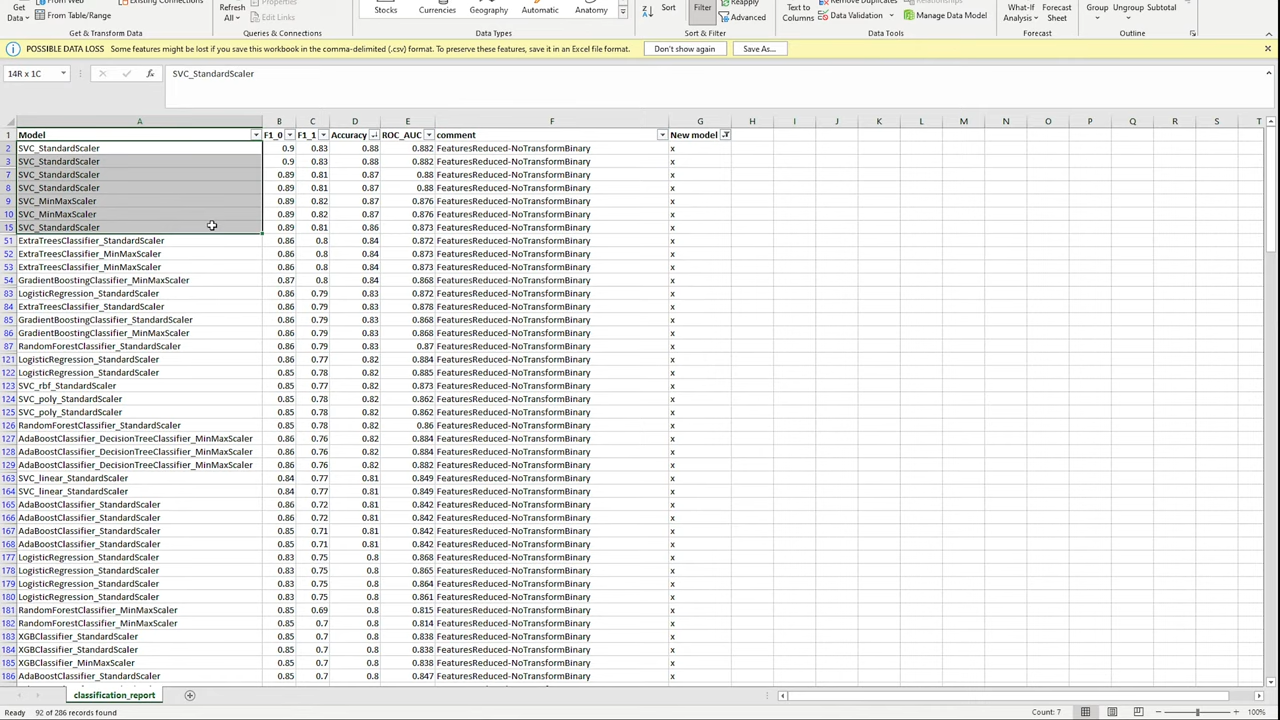 Get From Web Existing Connections Refresh Properties Stocks Currencies Geography Automatic Anatomy Sort Filter Reapply Text to Remove Duplicates What-If Forecast Group Ungroup Subtotal
Data From Table/Range All Edit Links Advanced Columns Data Validation Manage Data Model Analysis Sheet
Get & Transform Data Queries & Connections Data Types Sort & Filter Data Tools Forecast Outline
POSSIBLE DATA LOSS Some features might be lost if you save this workbook in the comma-delimited (.csv) format. To preserve these features, save it in an Excel file format. Don't show again Save As...
14R x 1C fx SVC_StandardScaler
A B C D E F G H I J K L M N O P Q R S T
1 Model F1_0 F1_1 Accuracy ROC_AUC comment New model
2 SVC_StandardScaler 0.9 0.83 0.88 0.882 FeaturesReduced-NoTransformBinary x
3 SVC_StandardScaler 0.9 0.83 0.88 0.882 FeaturesReduced-NoTransformBinary x
7 SVC_StandardScaler 0.89 0.81 0.87 0.88 FeaturesReduced-NoTransformBinary x
8 SVC_StandardScaler 0.89 0.81 0.87 0.88 FeaturesReduced-NoTransformBinary x
9 SVC_MinMaxScaler 0.89 0.82 0.87 0.876 FeaturesReduced-NoTransformBinary x
10 SVC_MinMaxScaler 0.89 0.82 0.87 0.876 FeaturesReduced-NoTransformBinary x
15 SVC_StandardScaler 0.89 0.81 0.86 0.873 FeaturesReduced-NoTransformBinary x
51 ExtraTreesClassifier_StandardScaler 0.86 0.8 0.84 0.872 FeaturesReduced-NoTransformBinary x
52 ExtraTreesClassifier_MinMaxScaler 0.86 0.8 0.84 0.873 FeaturesReduced-NoTransformBinary x
53 ExtraTreesClassifier_MinMaxScaler 0.86 0.8 0.84 0.873 FeaturesReduced-NoTransformBinary x
54 GradientBoostingClassifier_MinMaxScaler 0.87 0.8 0.84 0.868 FeaturesReduced-NoTransformBinary x
83 LogisticRegression_StandardScaler 0.86 0.79 0.83 0.872 FeaturesReduced-NoTransformBinary x
84 ExtraTreesClassifier_StandardScaler 0.86 0.79 0.83 0.878 FeaturesReduced-NoTransformBinary x
85 GradientBoostingClassifier_StandardScaler 0.86 0.79 0.83 0.868 FeaturesReduced-NoTransformBinary x
86 GradientBoostingClassifier_MinMaxScaler 0.86 0.79 0.83 0.868 FeaturesReduced-NoTransformBinary x
87 RandomForestClassifier_StandardScaler 0.86 0.79 0.83 0.87 FeaturesReduced-NoTransformBinary x
121 LogisticRegression_StandardScaler 0.86 0.77 0.82 0.884 FeaturesReduced-NoTransformBinary x
122 LogisticRegression_StandardScaler 0.85 0.78 0.82 0.885 FeaturesReduced-NoTransformBinary x
123 SVC_rbf_StandardScaler 0.85 0.77 0.82 0.873 FeaturesReduced-NoTransformBinary x
124 SVC_poly_StandardScaler 0.85 0.78 0.82 0.862 FeaturesReduced-NoTransformBinary x
125 SVC_poly_StandardScaler 0.85 0.78 0.82 0.862 FeaturesReduced-NoTransformBinary x
126 RandomForestClassifier_StandardScaler 0.85 0.78 0.82 0.86 FeaturesReduced-NoTransformBinary x
127 AdaBoostClassifier_DecisionTreeClassifier_MinMaxScaler 0.86 0.76 0.82 0.884 FeaturesReduced-NoTransformBinary x
128 AdaBoostClassifier_DecisionTreeClassifier_MinMaxScaler 0.86 0.76 0.82 0.884 FeaturesReduced-NoTransformBinary x
129 AdaBoostClassifier_DecisionTreeClassifier_MinMaxScaler 0.86 0.76 0.82 0.882 FeaturesReduced-NoTransformBinary x
163 SVC_linear_StandardScaler 0.84 0.77 0.81 0.849 FeaturesReduced-NoTransformBinary x
164 SVC_linear_StandardScaler 0.84 0.77 0.81 0.849 FeaturesReduced-NoTransformBinary x
165 AdaBoostClassifier_StandardScaler 0.86 0.72 0.81 0.842 FeaturesReduced-NoTransformBinary x
166 AdaBoostClassifier_StandardScaler 0.86 0.72 0.81 0.842 FeaturesReduced-NoTransformBinary x
167 AdaBoostClassifier_StandardScaler 0.85 0.71 0.81 0.842 FeaturesReduced-NoTransformBinary x
168 AdaBoostClassifier_StandardScaler 0.85 0.71 0.81 0.842 FeaturesReduced-NoTransformBinary x
177 LogisticRegression_StandardScaler 0.83 0.75 0.8 0.868 FeaturesReduced-NoTransformBinary x
178 LogisticRegression_StandardScaler 0.83 0.75 0.8 0.865 FeaturesReduced-NoTransformBinary x
179 LogisticRegression_StandardScaler 0.83 0.75 0.8 0.864 FeaturesReduced-NoTransformBinary x
180 LogisticRegression_StandardScaler 0.83 0.75 0.8 0.861 FeaturesReduced-NoTransformBinary x
181 RandomForestClassifier_MinMaxScaler 0.85 0.69 0.8 0.815 FeaturesReduced-NoTransformBinary x
182 RandomForestClassifier_MinMaxScaler 0.85 0.7 0.8 0.814 FeaturesReduced-NoTransformBinary x
183 XGBClassifier_StandardScaler 0.85 0.7 0.8 0.838 FeaturesReduced-NoTransformBinary x
184 XGBClassifier_StandardScaler 0.85 0.7 0.8 0.838 FeaturesReduced-NoTransformBinary x
185 XGBClassifier_MinMaxScaler 0.85 0.7 0.8 0.838 FeaturesReduced-NoTransformBinary x
186 AdaBoostClassifier_StandardScaler 0.85 0.7 0.8 0.847 FeaturesReduced-NoTransformBinary x
classification_report
Ready 92 of 286 records found Count: 7 100%